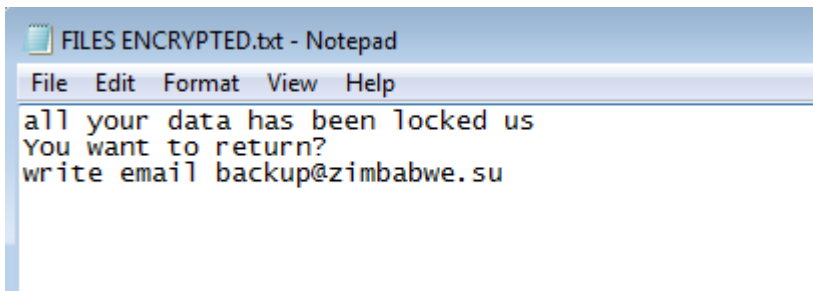 FILES ENCRYPTED.txt - Notepad
File Edit Format View Help
all your data has been locked us
You want to return?
write email backup@zimbabwe.su